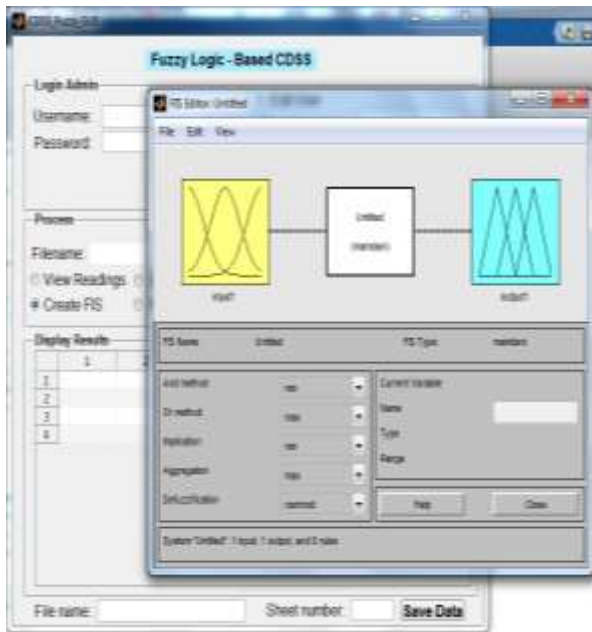 Fuzzy Logic - Based CDSS
Login Admin
Username:
Password:
Process
Filename:
View Readings
Create FIS
Display Results
1
1
2
3
4
File name:
Sheet number:
Save Data
FIS Editor: Untitled
File Edit View
input1
Untitled
(mamdani)
output1
FIS Name: Untitled
FIS Type: mamdani
And method
min
Or method
max
Implication
min
Aggregation
max
Defuzzification
centroid
Current Variable
Name
Type
Range
Help
Close
System "Untitled": 1 input, 1 output, and 0 rules